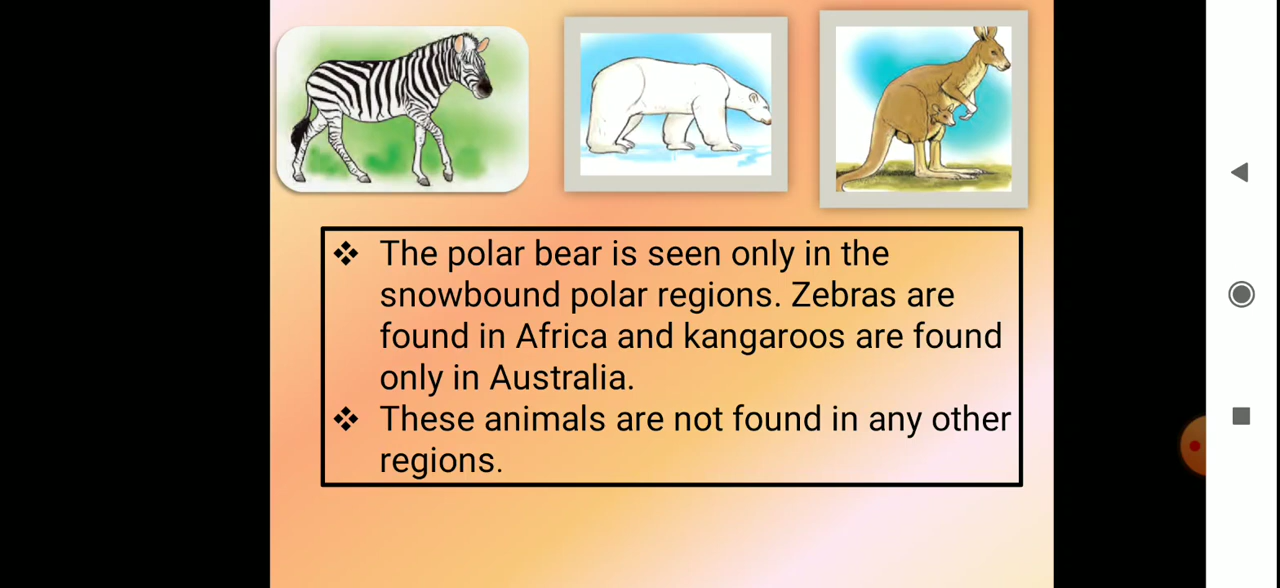 ❖ The polar bear is seen only in the
snowbound polar regions. Zebras are
found in Africa and kangaroos are found
only in Australia.
❖ These animals are not found in any other
regions.